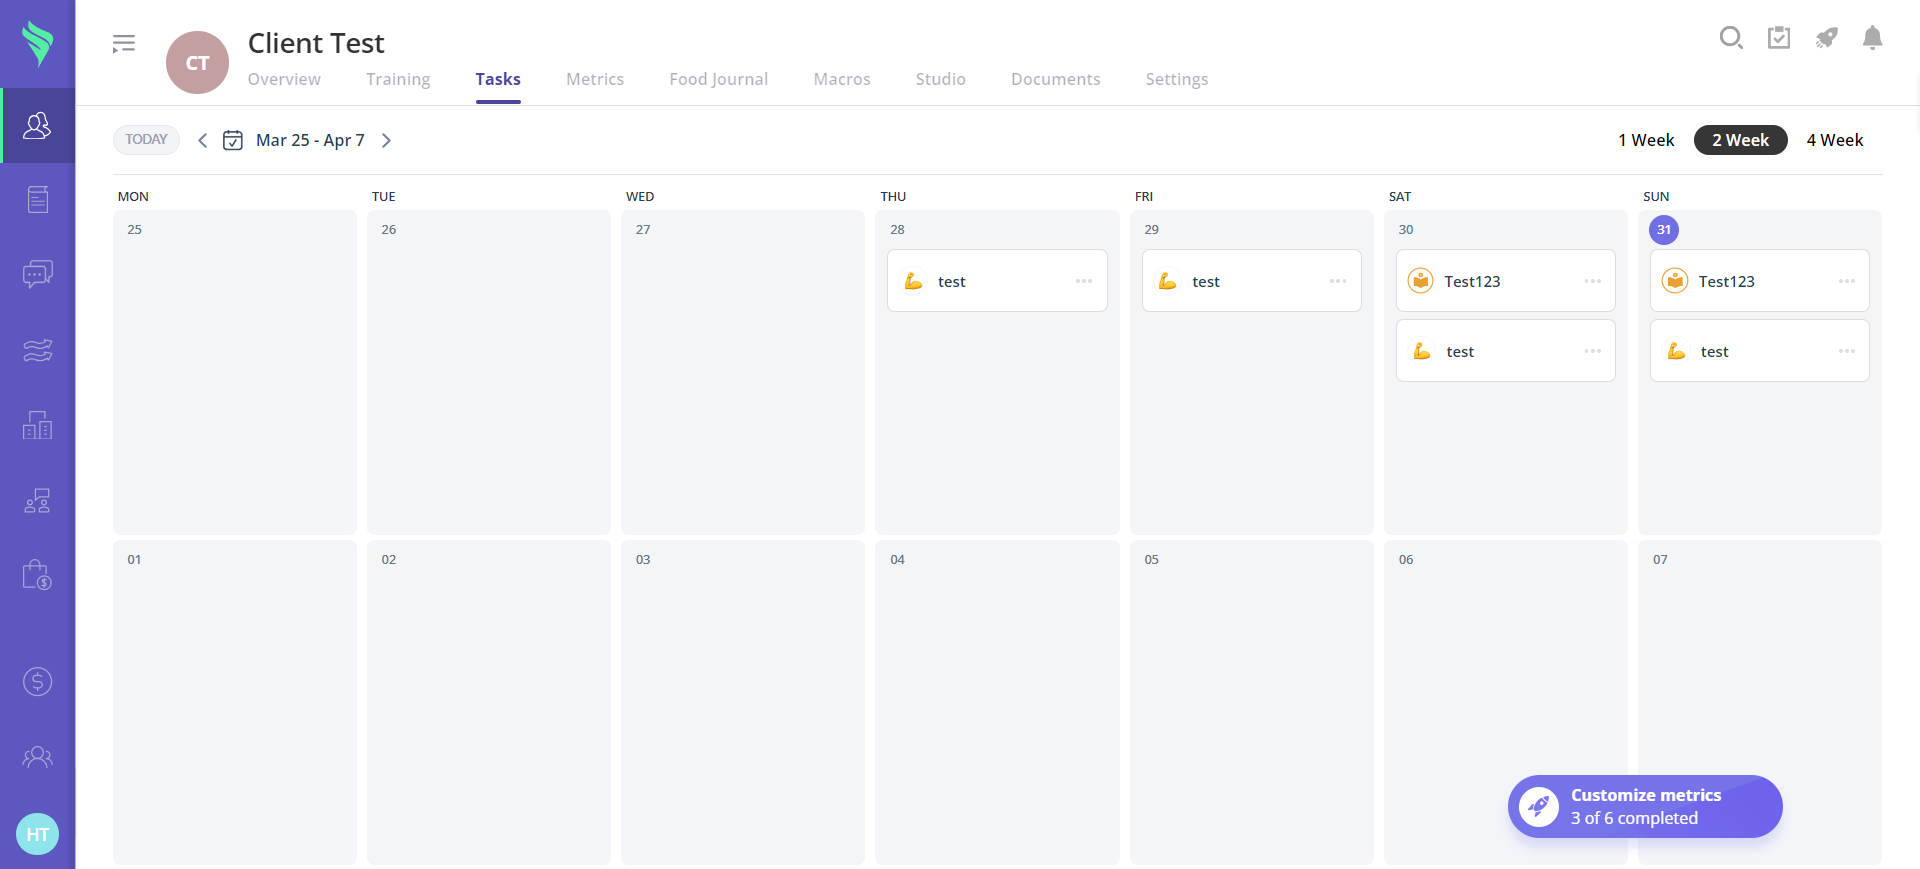 Client Test
CT
Overview Training Tasks Metrics Food Journal Macros Studio Documents Settings
TODAY Mar 25 - Apr 7 1 Week 2 Week 4 Week
MON TUE WED THU FRI SAT SUN
25 26 27 28 29 30 31
test test Test123 Test123
test test
01 02 03 04 05 06 07
Customize metrics
3 of 6 completed
HT